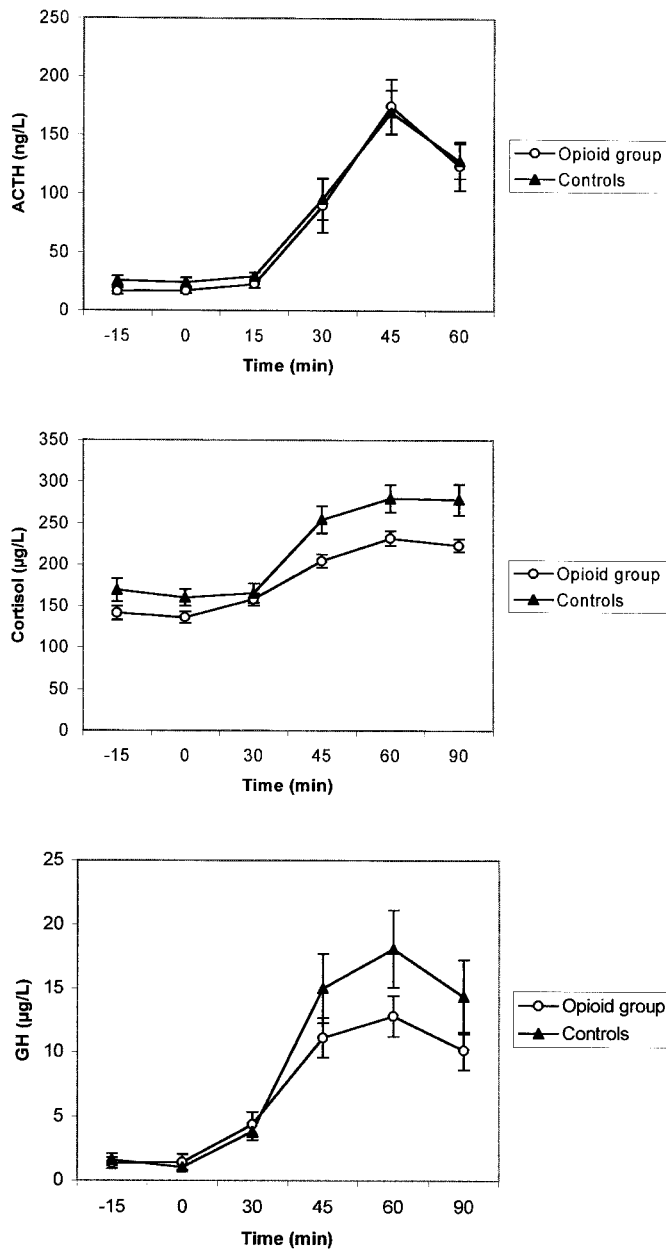 250
200
150
100
50
0
ACTH (ng/L)
-15 0 15 30 45 60
Time (min)
Opioid group
Controls
350
300
250
200
150
100
50
0
Cortisol (µg/L)
-15 0 30 45 60 90
Time (min)
Opioid group
Controls
25
20
15
10
5
0
GH (µg/L)
-15 0 30 45 60 90
Time (min)
Opioid group
Controls